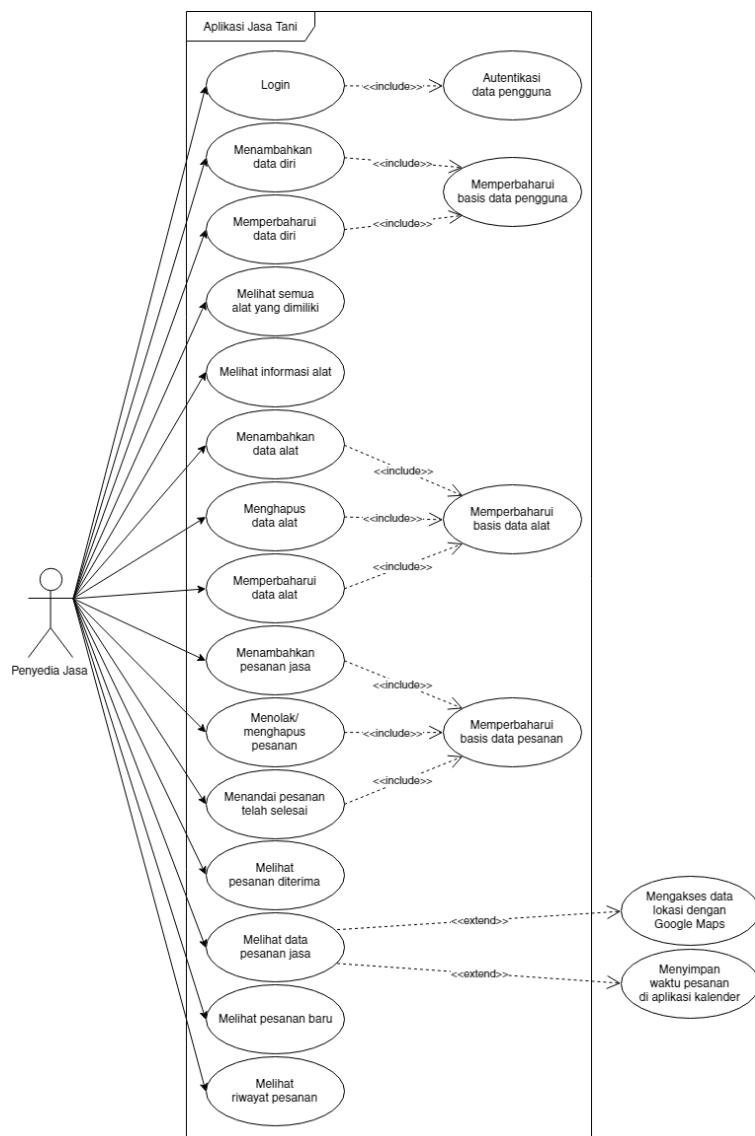 Aplikasi Jasa Tani
Login
<<include>>
Autentikasi
data pengguna
Menambahkan
data diri
<<include>>
Memperbaharui
basis data pengguna
Memperbaharui
data diri
<<include>>
Melihat semua
alat yang dimiliki
Melihat informasi alat
Menambahkan
data alat
<<include>>
Menghapus
data alat
<<include>>
Memperbaharui
basis data alat
Memperbaharui
data alat
<<include>>
Penyedia Jasa
Menambahkan
pesanan jasa
<<include>>
Menolak/
menghapus
pesanan
<<include>>
Memperbaharui
basis data pesanan
Menandai pesanan
telah selesai
<<include>>
Melihat
pesanan diterima
Melihat data
pesanan jasa
<<extend>>
Mengakses data
lokasi dengan
Google Maps
<<extend>>
Menyimpan
waktu pesanan
di aplikasi kalender
Melihat pesanan baru
Melihat
riwayat pesanan